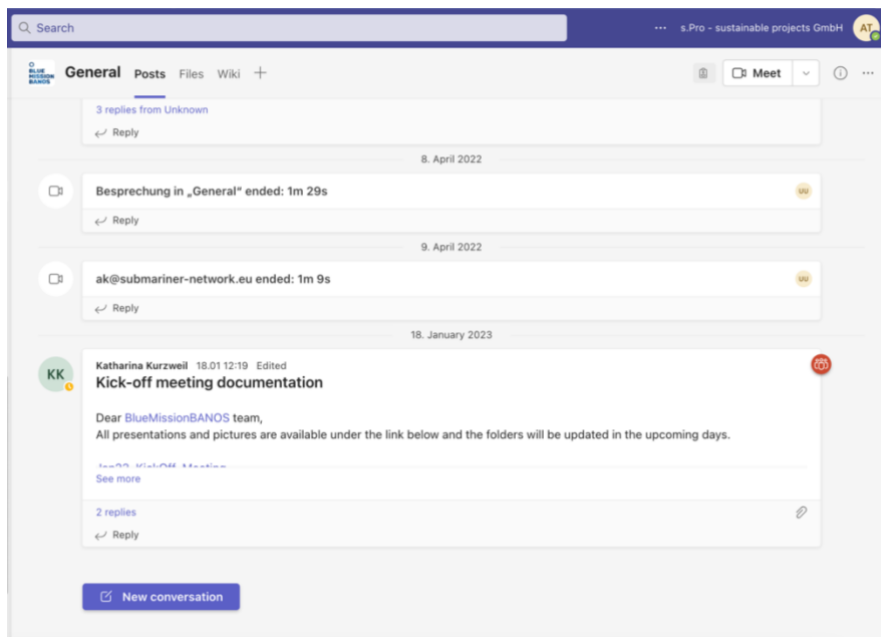 Search
s.Pro - sustainable projects GmbH
AT
BLUE
MISSION
BANOS
General Posts Files Wiki
Meet
3 replies from Unknown
Reply
8. April 2022
Besprechung in „General“ ended: 1m 29s
UU
Reply
9. April 2022
ak@submariner-network.eu ended: 1m 9s
UU
Reply
18. January 2023
KK
Katharina Kurzweil 18.01 12:19 Edited
Kick-off meeting documentation
Dear BlueMissionBANOS team,
All presentations and pictures are available under the link below and the folders will be updated in the upcoming days.
See more
2 replies
Reply
New conversation